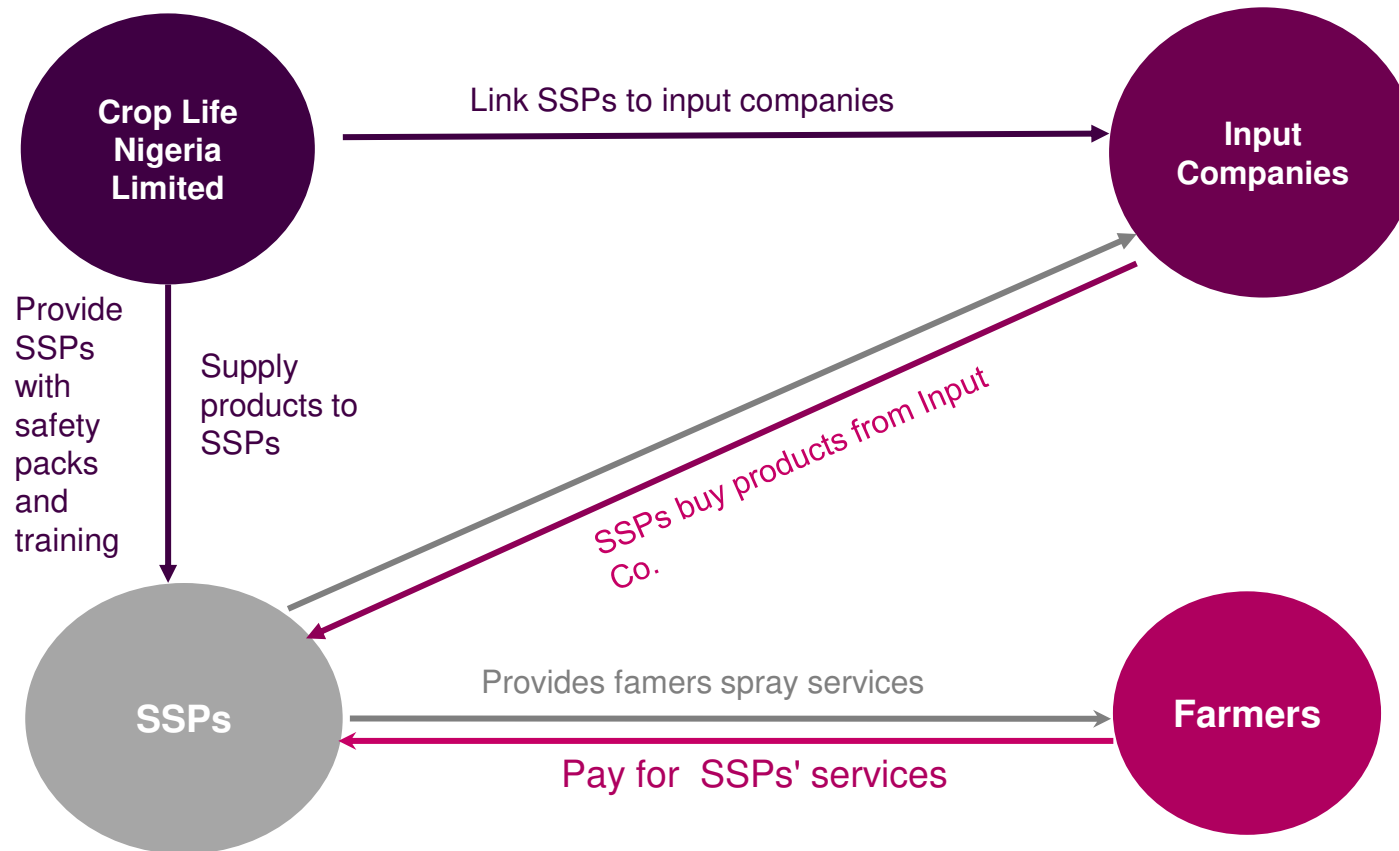 Crop Life
Nigeria
Limited
Link SSPs to input companies
Input
Companies
Provide
SSPs
with
safety
packs
and
training
Supply
products to
SSPs
SSPs buy products from Input
Co.
SSPs
Provides famers spray services
Pay for  SSPs' services
Farmers